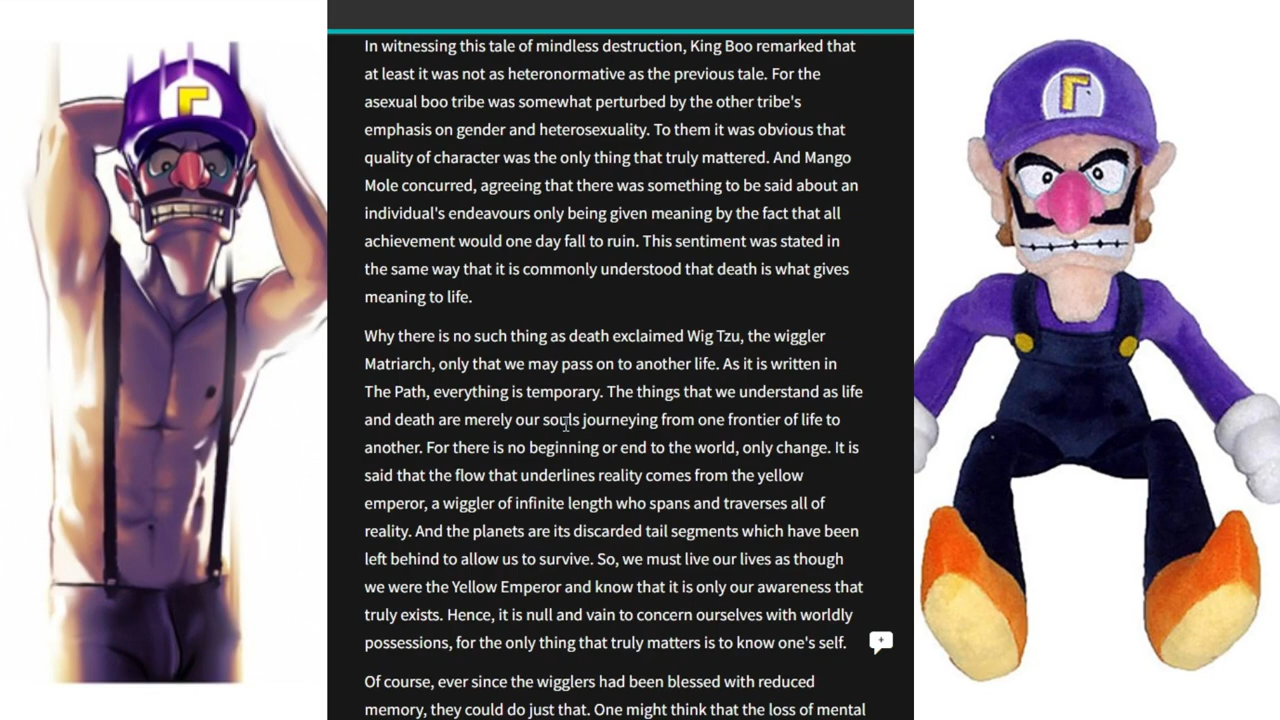 In witnessing this tale of mindless destruction, King Boo remarked that
at least it was not as heteronormative as the previous tale. For the
asexual boo tribe was somewhat perturbed by the other tribe's
emphasis on gender and heterosexuality. To them it was obvious that
quality of character was the only thing that truly mattered. And Mango
Mole concurred, agreeing that there was something to be said about an
individual's endeavours only being given meaning by the fact that all
achievement would one day fall to ruin. This sentiment was stated in
the same way that it is commonly understood that death is what gives
meaning to life.
Why there is no such thing as death exclaimed Wig Tzu, the wiggler
Matriarch, only that we may pass on to another life. As it is written in
The Path, everything is temporary. The things that we understand as life
and death are merely our souls journeying from one frontier of life to
another. For there is no beginning or end to the world, only change. It is
said that the flow that underlines reality comes from the yellow
emperor, a wiggler of infinite length who spans and traverses all of
reality. And the planets are its discarded tail segments which have been
left behind to allow us to survive. So, we must live our lives as though
we were the Yellow Emperor and know that it is only our awareness that
truly exists. Hence, it is null and vain to concern ourselves with worldly
possessions, for the only thing that truly matters is to know one's self.
Of course, ever since the wigglers had been blessed with reduced
memory, they could do just that. One might think that the loss of mental